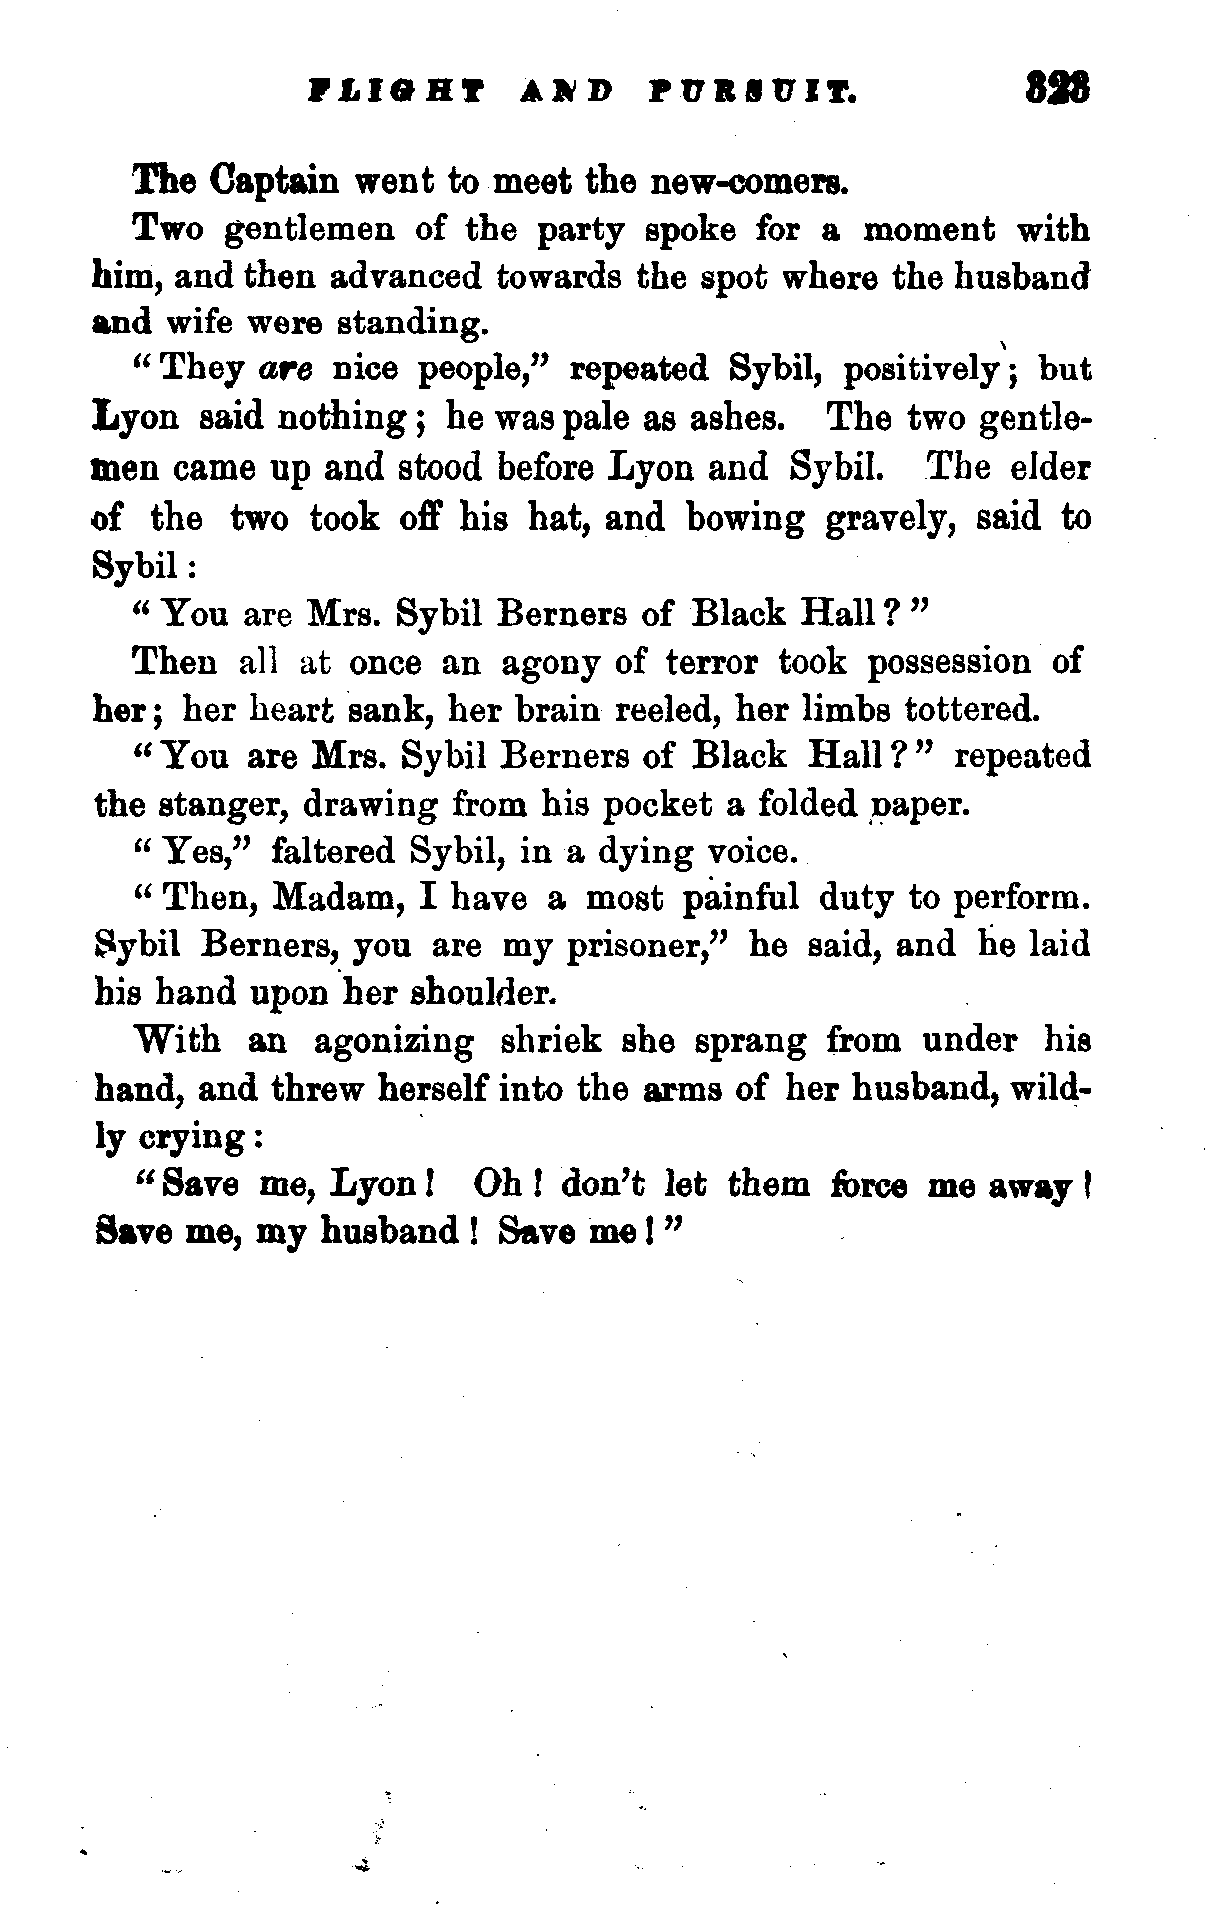 FLIGHT AND PURSUIT. 323
The Captain went to meet the new-comers.
Two gentlemen of the party spoke for a moment with
him, and then advanced towards the spot where the husband
and wife were standing.
“They are nice people,” repeated Sybil, positively; but
Lyon said nothing; he was pale as ashes. The two gentle-
men came up and stood before Lyon and Sybil. The elder
of the two took off his hat, and bowing gravely, said to
Sybil:
“You are Mrs. Sybil Berners of Black Hall?”
Then all at once an agony of terror took possession of
her; her heart sank, her brain reeled, her limbs tottered.
“You are Mrs. Sybil Berners of Black Hall?” repeated
the stanger, drawing from his pocket a folded paper.
“Yes,” faltered Sybil, in a dying voice.
“Then, Madam, I have a most painful duty to perform.
Sybil Berners, you are my prisoner,” he said, and he laid
his hand upon her shoulder.
With an agonizing shriek she sprang from under his
hand, and threw herself into the arms of her husband, wild-
ly crying:
“Save me, Lyon! Oh! don’t let them force me away!
Save me, my husband! Save me!”